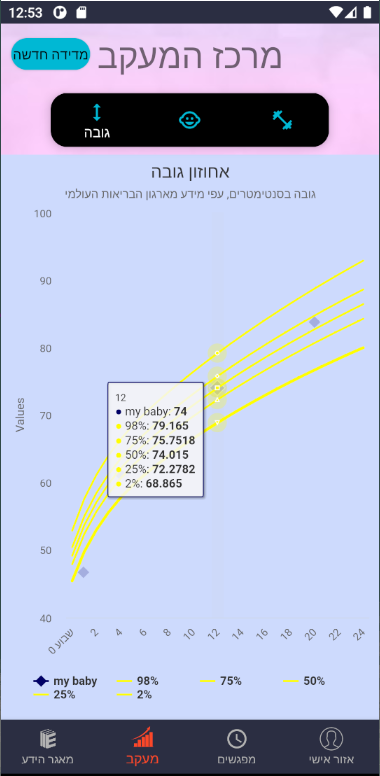 12:53
מרכז המעקב
מדידה חדשה
גובה
אחוזון גובה
גובה בסנטימטרים, עפי מידע מארגון הבריאות העולמי
100
90
80
70
60
50
40
Values
12
my baby: 74
98%: 79.165
75%: 75.7518
50%: 74.015
25%: 72.2782
2%: 68.865
שבוע 0 2 4 6 8 10 12 14 16 18 20 22 24
my baby 98% 75% 50%
25% 2%
אזור אישי
מפגשים
מעקב
מאגר הידע